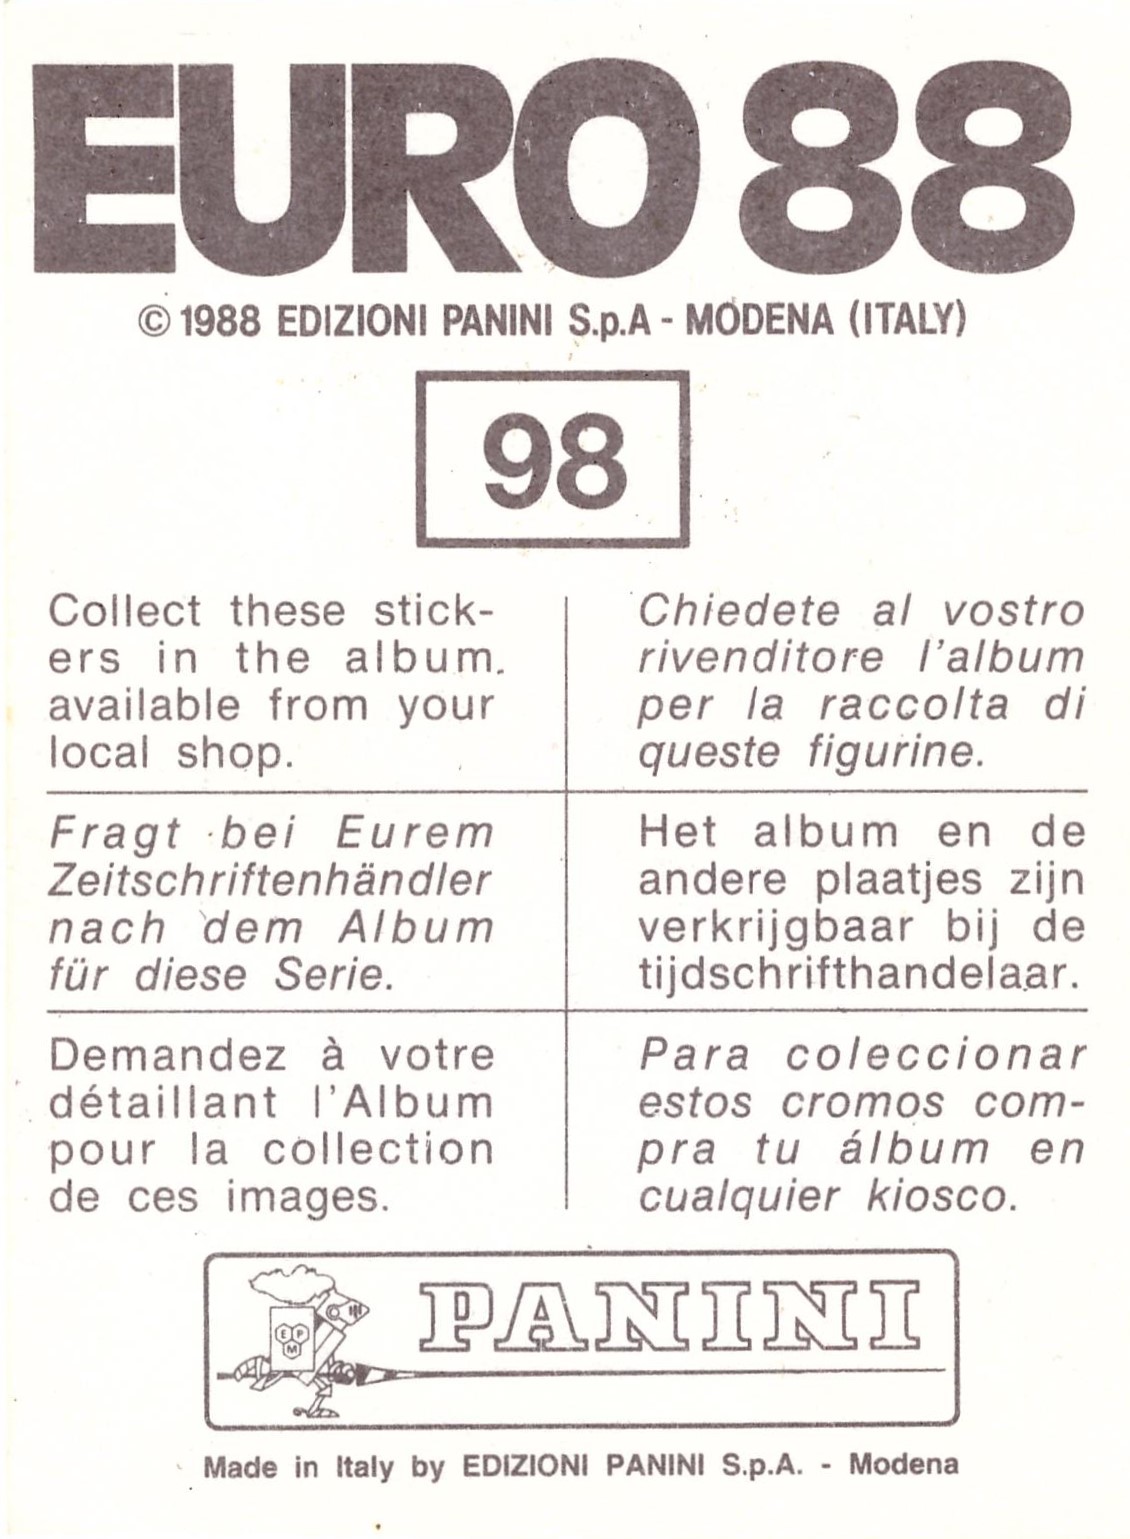 EURO 88
© 1988 EDIZIONI PANINI S.p.A - MODENA (ITALY)
98
Collect these stick-
ers in the album.
available from your
local shop.
Chiedete al vostro
rivenditore l'album
per la raccolta di
queste figurine.
Fragt bei Eurem
Zeitschriftenhändler
nach dem Album
für diese Serie.
Het album en de
andere plaatjes zijn
verkrijgbaar bij de
tijdschrifthandelaar.
Demandez à votre
détaillant l'Album
pour la collection
de ces images.
Para coleccionar
estos cromos com-
pra tu álbum en
cualquier kiosco.
E P
M
PANINI
Made in Italy by EDIZIONI PANINI S.p.A. - Modena